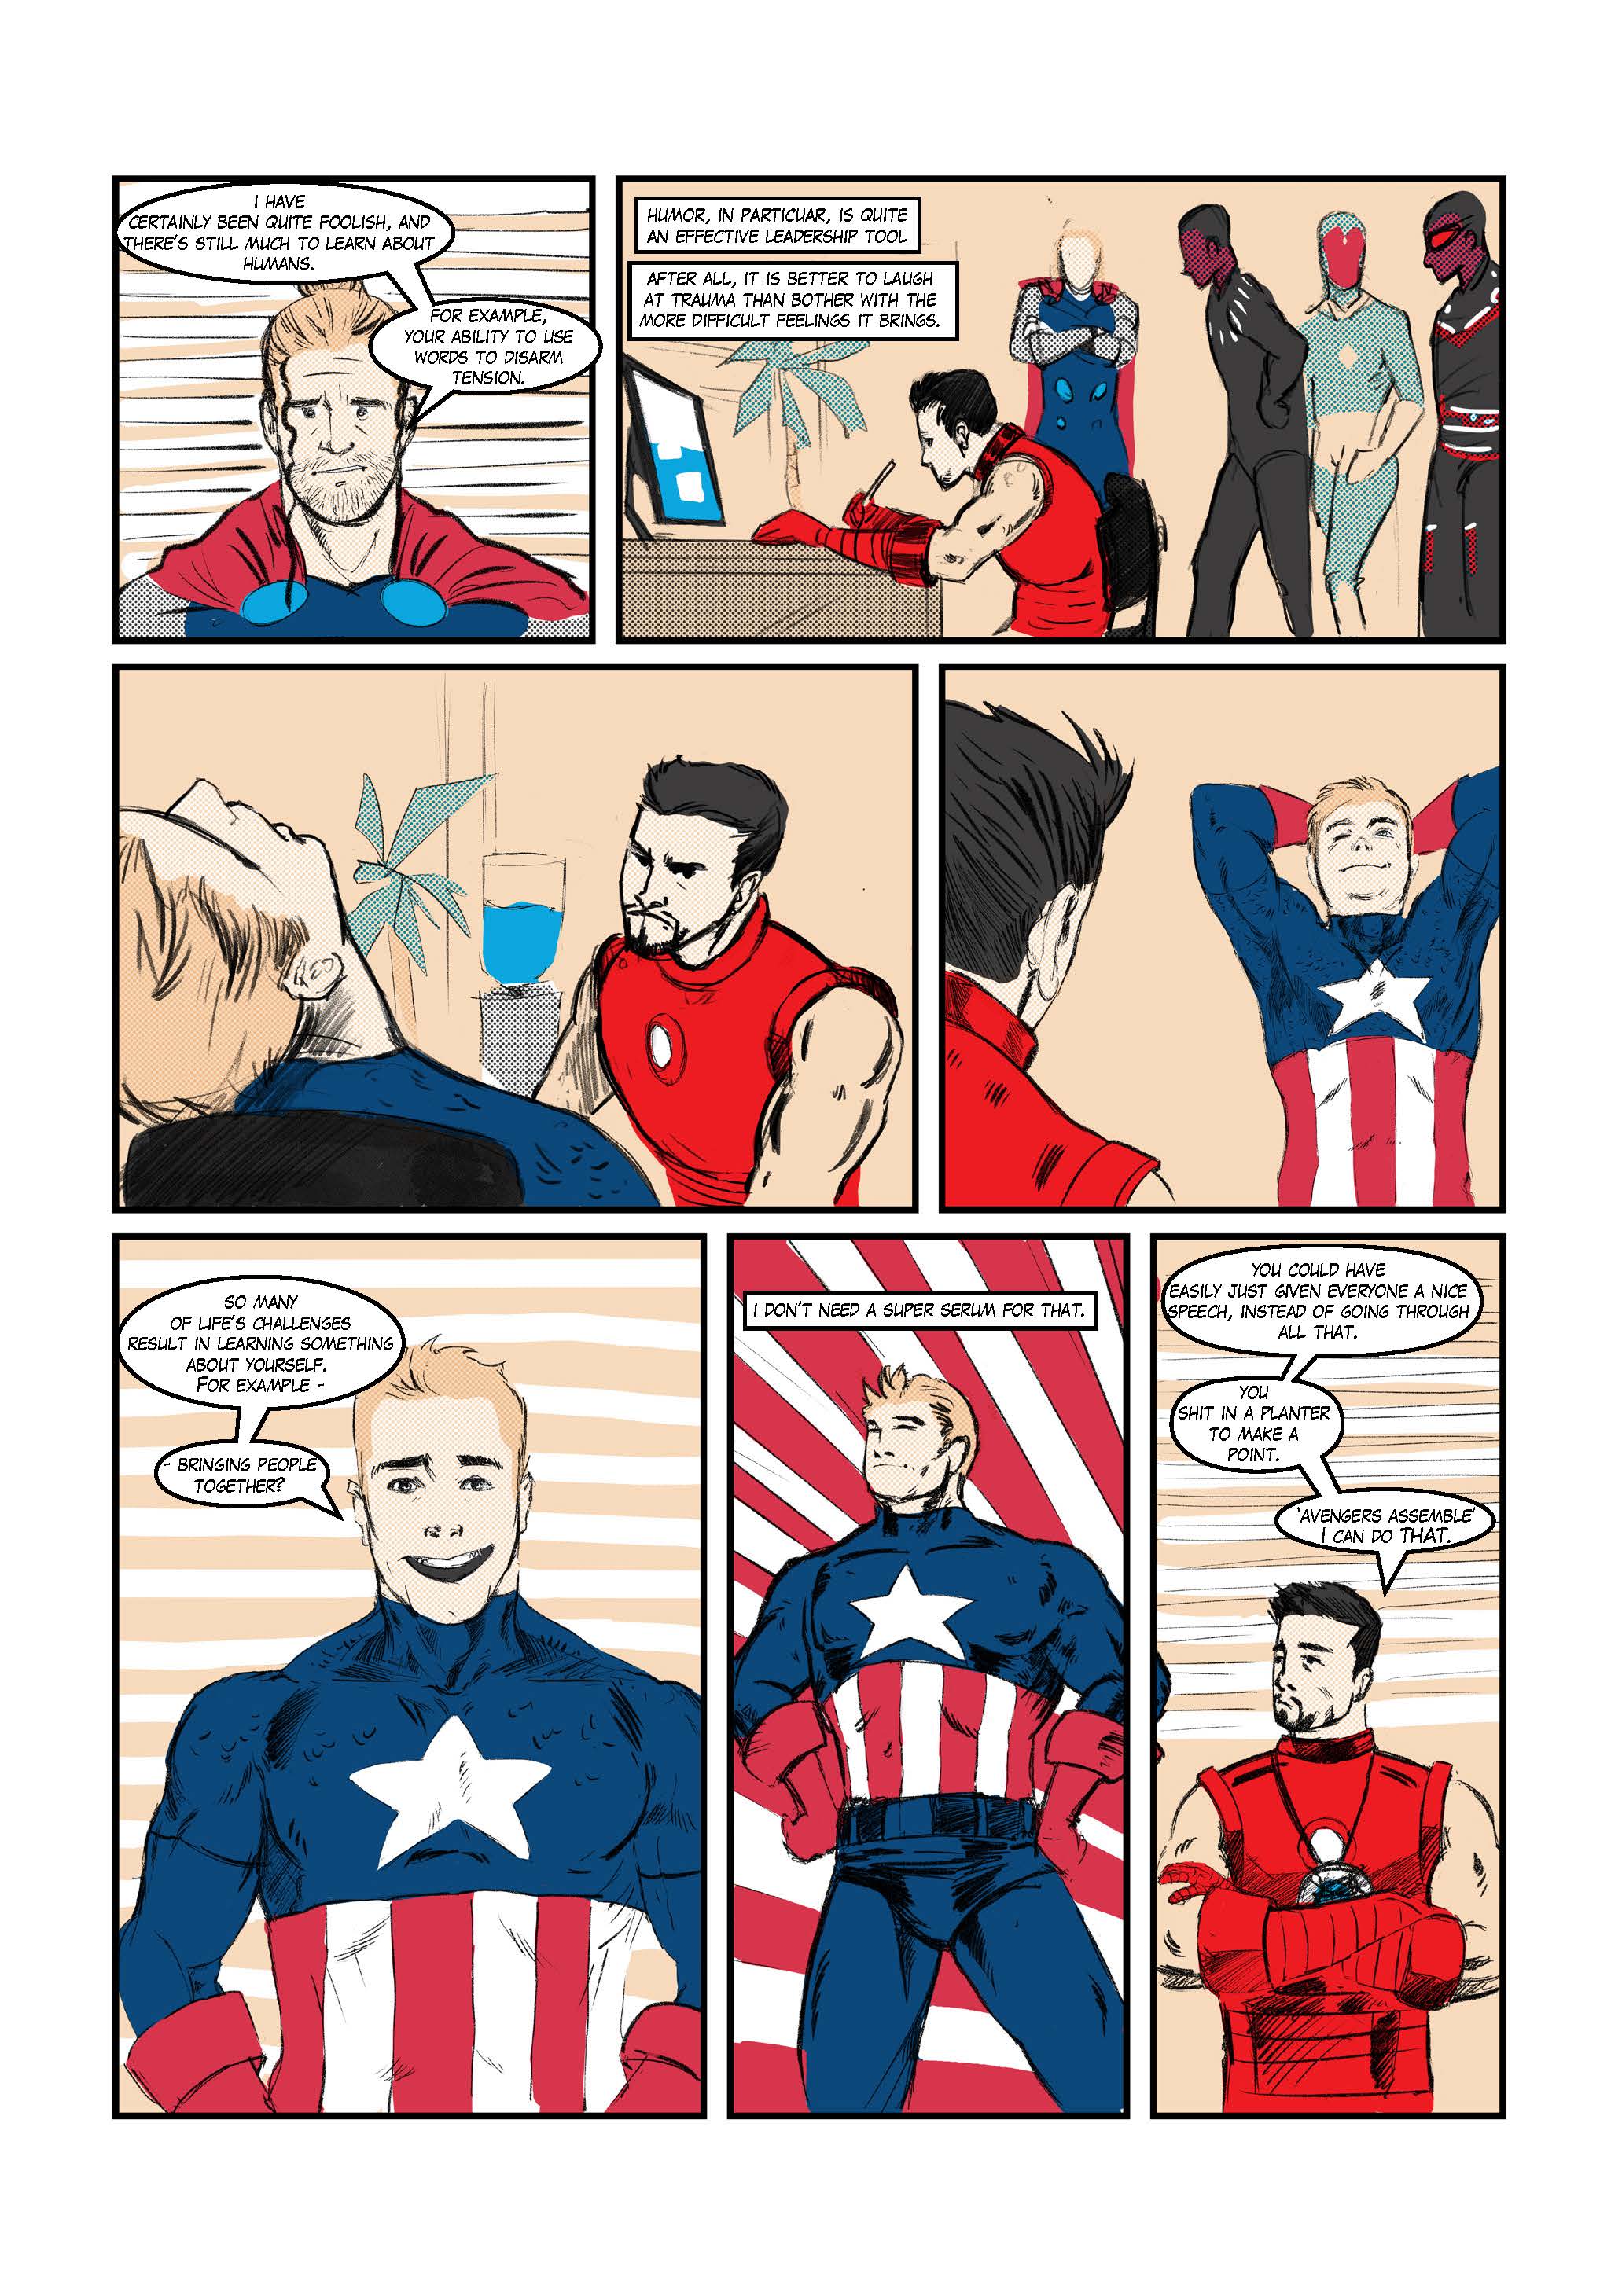 I HAVE
CERTAINLY BEEN QUITE FOOLISH, AND
THERE'S STILL MUCH TO LEARN ABOUT
HUMANS.
FOR EXAMPLE,
YOUR ABILITY TO USE
WORDS TO DISARM
TENSION.
HUMOR, IN PARTICUAR, IS QUITE
AN EFFECTIVE LEADERSHIP TOOL
AFTER ALL, IT IS BETTER TO LAUGH
AT TRAUMA THAN BOTHER WITH THE
MORE DIFFICULT FEELINGS IT BRINGS.
SO MANY
OF LIFE'S CHALLENGES
RESULT IN LEARNING SOMETHING
ABOUT YOURSELF.
FOR EXAMPLE -
- BRINGING PEOPLE
TOGETHER?
I DON'T NEED A SUPER SERUM FOR THAT.
YOU COULD HAVE
EASILY JUST GIVEN EVERYONE A NICE
SPEECH, INSTEAD OF GOING THROUGH
ALL THAT.
YOU
SHIT IN A PLANTER
TO MAKE A
POINT.
'AVENGERS ASSEMBLE'
I CAN DO THAT.